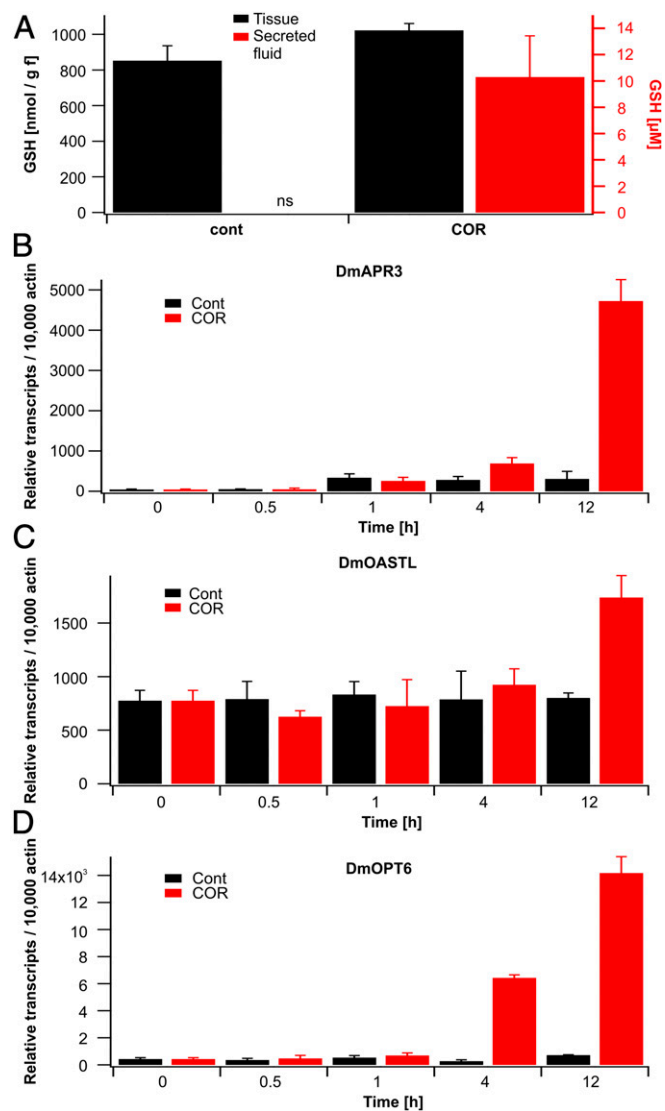 A
Tissue
Secreted
fluid
GSH [nmol / g f]
1000
800
600
400
200
0
14
12
10
8
6
4
2
0
GSH [µM]
ns
cont COR
B
DmAPR3
Cont
COR
Relative transcripts / 10,000 actin
5000
4000
3000
2000
1000
0
0 0.5 1 4 12
Time [h]
C
DmOASTL
Cont
COR
Relative transcripts / 10,000 actin
1500
1000
500
0
0 0.5 1 4 12
Time [h]
D
DmOPT6
Cont
COR
Relative transcripts / 10,000 actin
14x10³
12
10
8
6
4
2
0
0 0.5 1 4 12
Time [h]